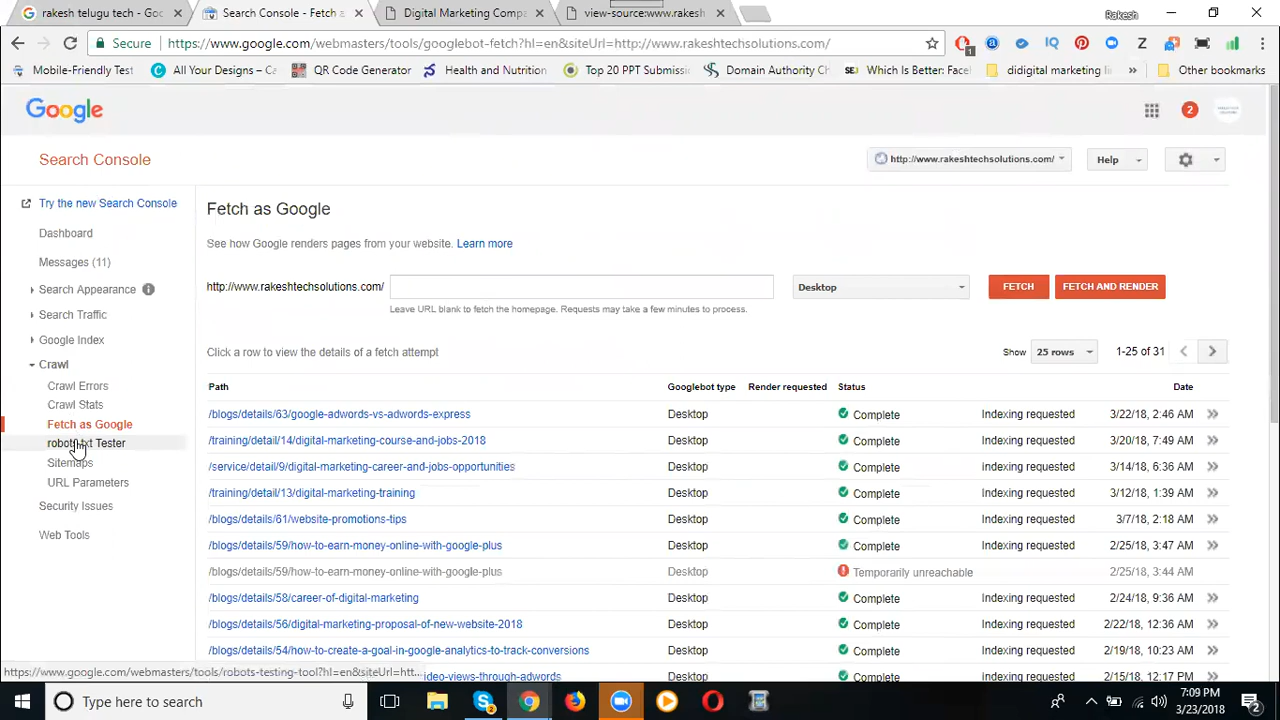 rakesh telugu tech - Goo
Search Console - Fetch a
Digital Marketing Compa
view-source:www.rakesh
Rakesh
Secure
https://www.google.com/webmasters/tools/googlebot-fetch?hl=en&siteUrl=http://www.rakeshtechsolutions.com/
Mobile-Friendly Test
All Your Designs – Ca
QR Code Generator
Health and Nutrition
Top 20 PPT Submissi
Domain Authority Ch
Which Is Better: Facel
didigital marketing li
Other bookmarks
Google
2
Search Console
http://www.rakeshtechsolutions.com/
Help
Try the new Search Console
Dashboard
Messages (11)
Search Appearance
Search Traffic
Google Index
Crawl
Crawl Errors
Crawl Stats
Fetch as Google
robots.txt Tester
Sitemaps
URL Parameters
Security Issues
Web Tools
Fetch as Google
See how Google renders pages from your website. Learn more
http://www.rakeshtechsolutions.com/
Desktop
FETCH
FETCH AND RENDER
Leave URL blank to fetch the homepage. Requests may take a few minutes to process.
Click a row to view the details of a fetch attempt
Show 25 rows 1-25 of 31
Path Googlebot type Render requested Status Date
/blogs/details/63/google-adwords-vs-adwords-express Desktop Complete Indexing requested 3/22/18, 2:46 AM
/training/detail/14/digital-marketing-course-and-jobs-2018 Desktop Complete Indexing requested 3/20/18, 7:49 AM
/service/detail/9/digital-marketing-career-and-jobs-opportunities Desktop Complete Indexing requested 3/14/18, 6:36 AM
/training/detail/13/digital-marketing-training Desktop Complete Indexing requested 3/12/18, 1:39 AM
/blogs/details/61/website-promotions-tips Desktop Complete Indexing requested 3/7/18, 2:18 AM
/blogs/details/59/how-to-earn-money-online-with-google-plus Desktop Complete Indexing requested 2/25/18, 3:47 AM
/blogs/details/59/how-to-earn-money-online-with-google-plus Desktop Temporarily unreachable 2/25/18, 3:44 AM
/blogs/details/58/career-of-digital-marketing Desktop Complete Indexing requested 2/24/18, 9:36 AM
/blogs/details/56/digital-marketing-proposal-of-new-website-2018 Desktop Complete Indexing requested 2/22/18, 12:36 AM
/blogs/details/54/how-to-create-a-goal-in-google-analytics-to-track-conversions Desktop Complete Indexing requested 2/19/18, 10:23 AM
video-views-through-adwords Desktop Complete Indexing requested
https://www.google.com/webmasters/tools/robots-testing-tool?hl=en&siteUrl=htt...
Type here to search
7:09 PM
3/23/2018
2